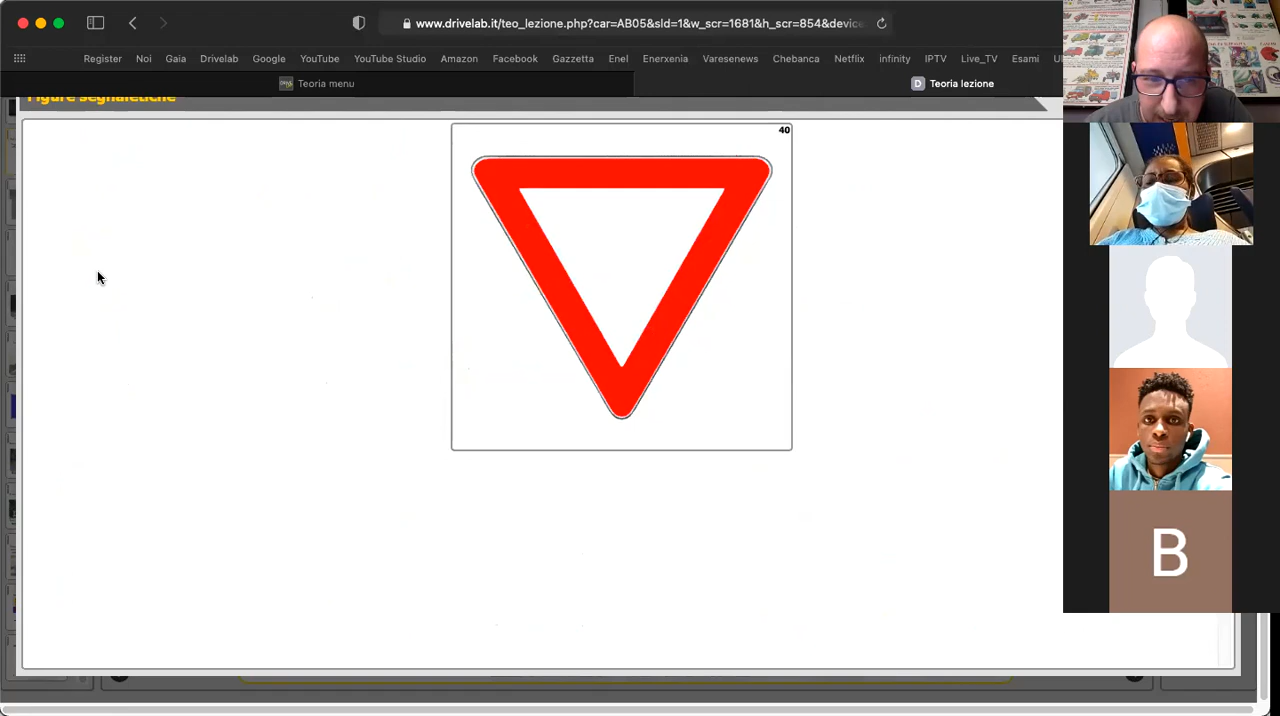 www.drivelab.it/teo_lezione.php?car=AB05&sld=1&w_scr=1681&h_scr=854&device
Register Noi Gaia Drivelab Google YouTube YouTube Studio Amazon Facebook Gazzetta Enel Enerxenia Varesenews Chebanca Netflix infinity IPTV Live_TV Esami
Teoria menu
D Teoria lezione
Figure segnaletiche
40
B